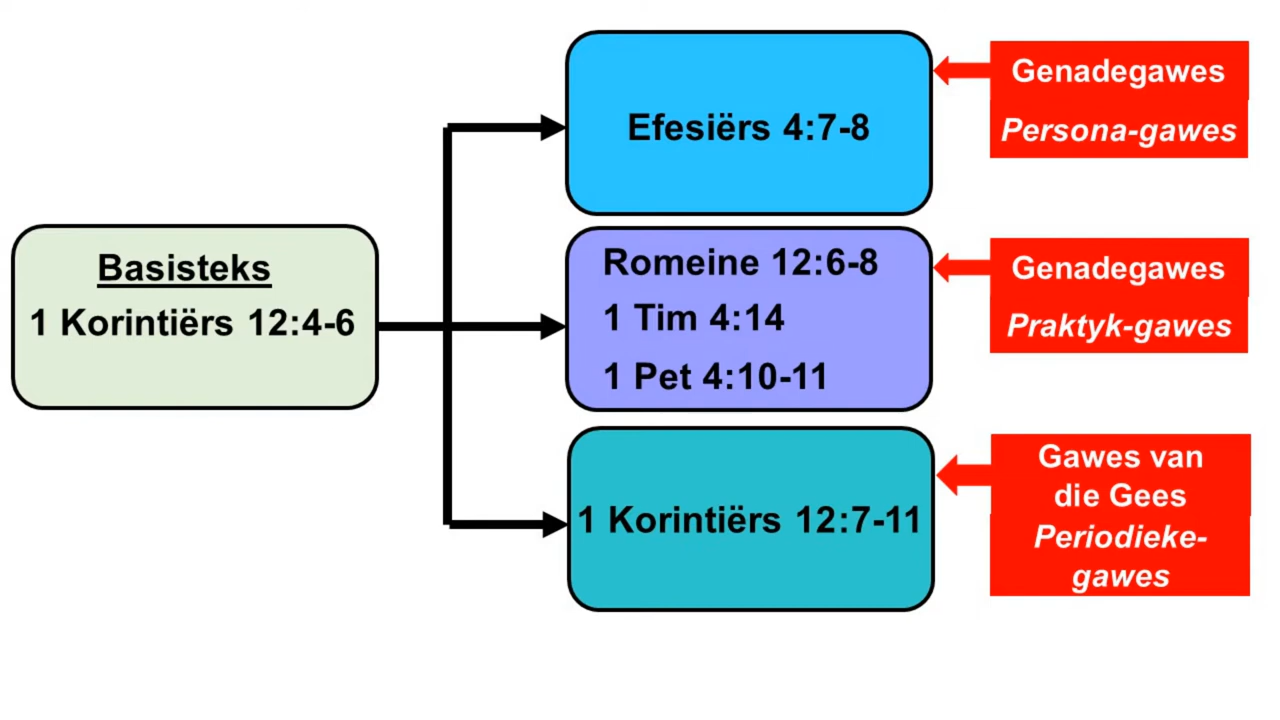 Basisteks
1 Korintiërs 12:4-6
Efesiërs 4:7-8
Genadegawes
Persona-gawes
Romeine 12:6-8
1 Tim 4:14
1 Pet 4:10-11
Genadegawes
Praktyk-gawes
1 Korintiërs 12:7-11
Gawes van
die Gees
Periodieke-
gawes